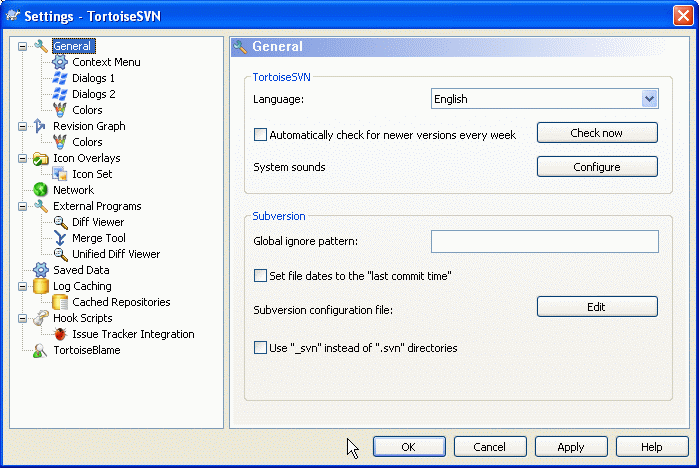 Settings - TortoiseSVN
General
Context Menu
Dialogs 1
Dialogs 2
Colors
Revision Graph
Colors
Icon Overlays
Icon Set
Network
External Programs
Diff Viewer
Merge Tool
Unified Diff Viewer
Saved Data
Log Caching
Cached Repositories
Hook Scripts
Issue Tracker Integration
TortoiseBlame
General
TortoiseSVN
Language: English
Automatically check for newer versions every week Check now
System sounds Configure
Subversion
Global ignore pattern:
Set file dates to the "last commit time"
Subversion configuration file: Edit
Use "_svn" instead of ".svn" directories
OK Cancel Apply Help